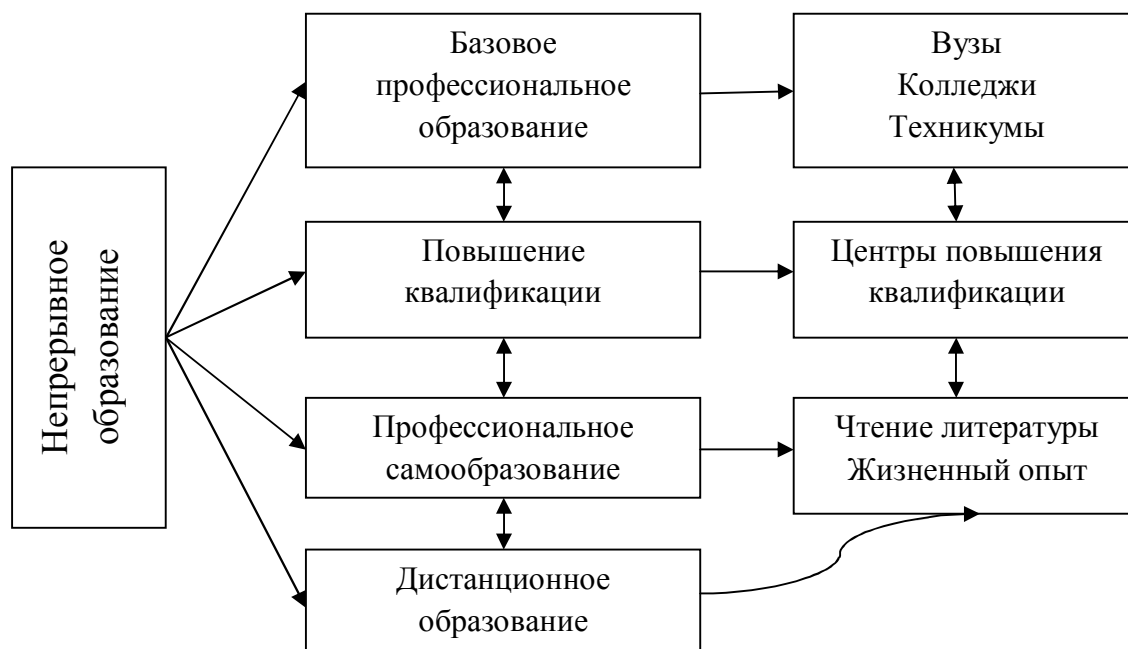 Непрерывное
образование
Базовое
профессиональное
образование
Вузы
Колледжи
Техникумы
Повышение
квалификации
Центры повышения
квалификации
Профессиональное
самообразование
Чтение литературы
Жизненный опыт
Дистанционное
образование